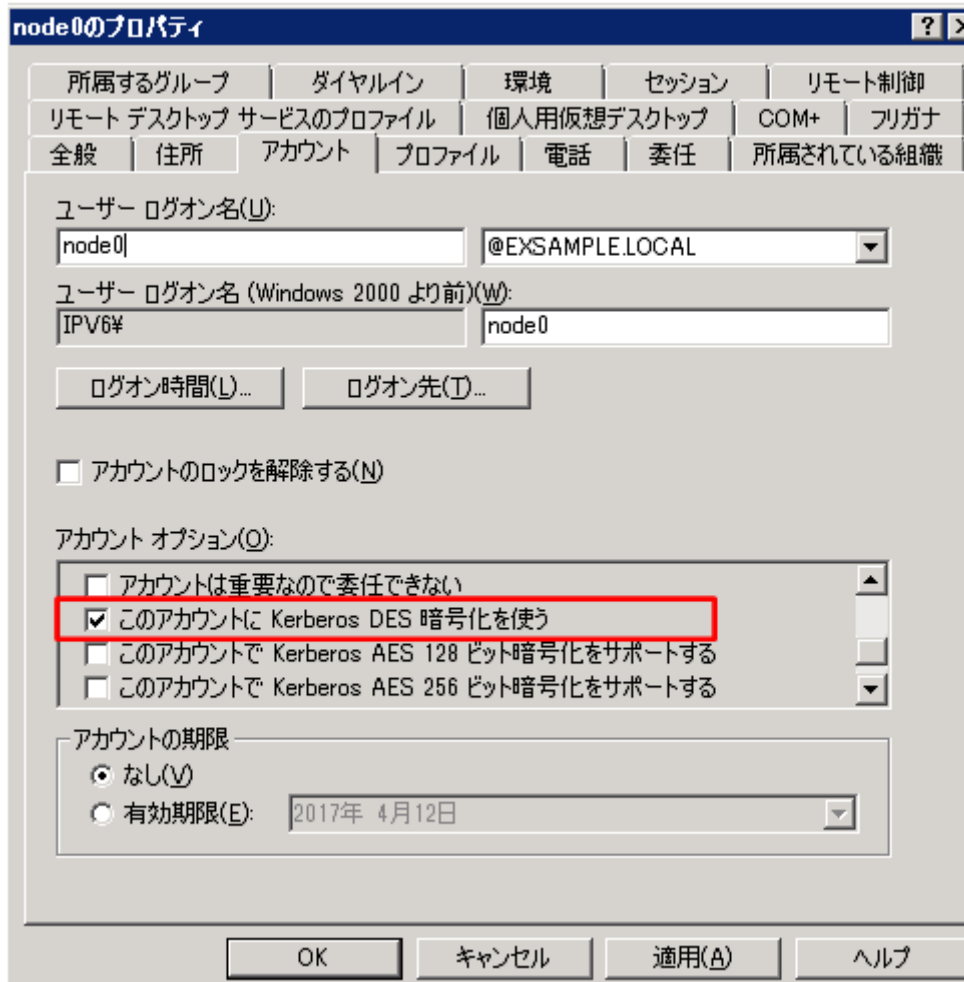 node0のプロパティ
所属するグループ ダイヤルイン 環境 セッション リモート制御
リモート デスクトップ サービスのプロファイル 個人用仮想デスクトップ COM+ フリガナ
全般 住所 アカウント プロファイル 電話 委任 所属されている組織
ユーザー ログオン名(U):
node0 @EXSAMPLE.LOCAL
ユーザー ログオン名 (Windows 2000 より前)(W):
IPV6¥ node0
ログオン時間(L)... ログオン先(T)...
アカウントのロックを解除する(N)
アカウント オプション(O):
アカウントは重要なので委任できない
このアカウントに Kerberos DES 暗号化を使う
このアカウントで Kerberos AES 128 ビット暗号化をサポートする
このアカウントで Kerberos AES 256 ビット暗号化をサポートする
アカウントの期限
なし(V)
有効期限(E): 2017年 4月12日
OK キャンセル 適用(A) ヘルプ